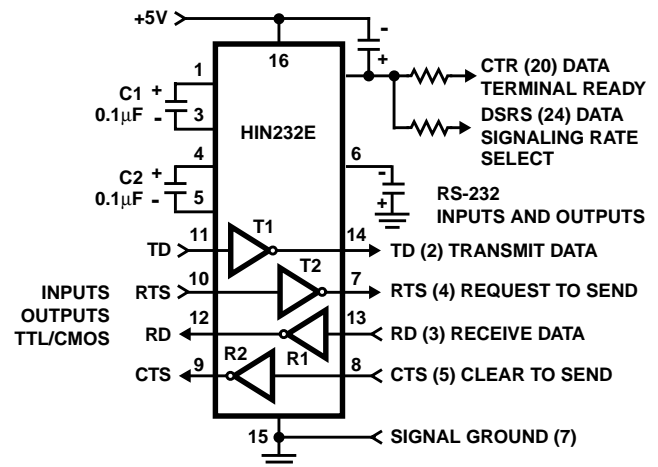 +5V
-
+
16
1
C1
+
0.1μF
-
3
HIN232E
CTR (20) DATA
TERMINAL READY
DSRS (24) DATA
SIGNALING RATE
SELECT
4
C2
+
0.1μF
-
5
6
-
+
RS-232
INPUTS AND OUTPUTS
TD
11
T1
14
TD (2) TRANSMIT DATA
INPUTS
OUTPUTS
TTL/CMOS
RTS
10
T2
7
RTS (4) REQUEST TO SEND
RD
12
R1
13
RD (3) RECEIVE DATA
CTS
9
R2
8
CTS (5) CLEAR TO SEND
15
SIGNAL GROUND (7)